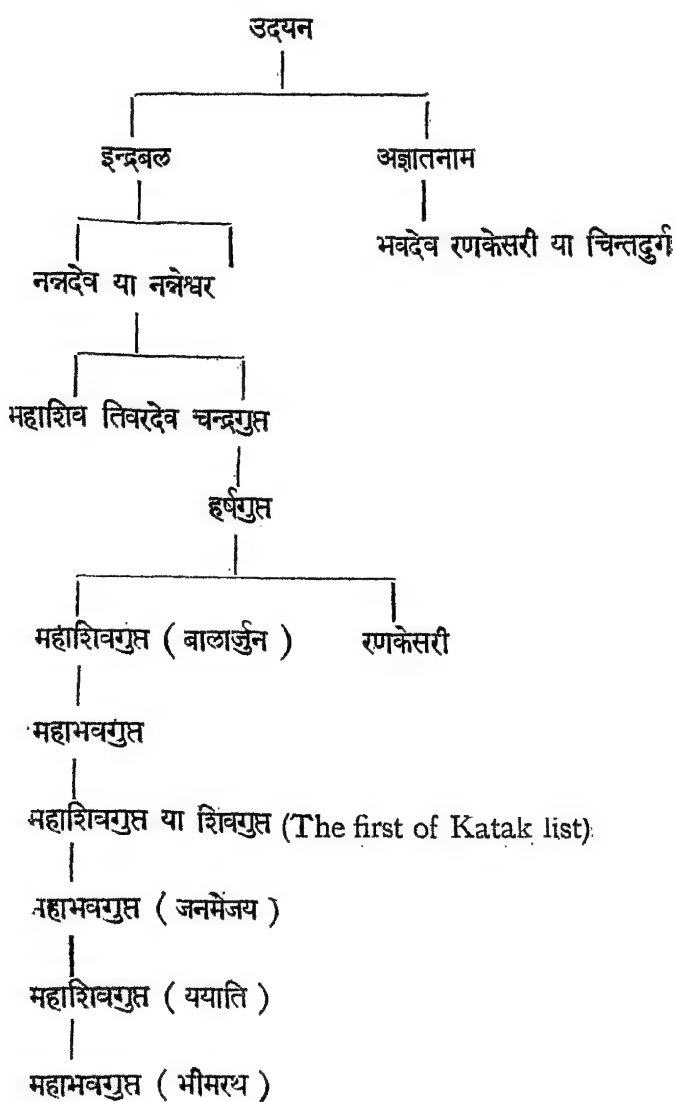 उदयन
इन्द्रबल अज्ञातनाम
भवदेव रणकेसरी या चिन्तदुर्ग
नन्नदेव या नन्नेश्वर
महाशिव तिवरदेव चन्द्रगुप्त
हर्षगुप्त
महाशिवगुप्त ( बालार्जुन ) रणकेसरी
महाभवगुप्त
महाशिवगुप्त या शिवगुप्त (The first of Katak list)
महाभवगुप्त ( जनमेंजय )
महाशिवगुप्त ( ययाति )
महाभवगुप्त ( भीमरथ )